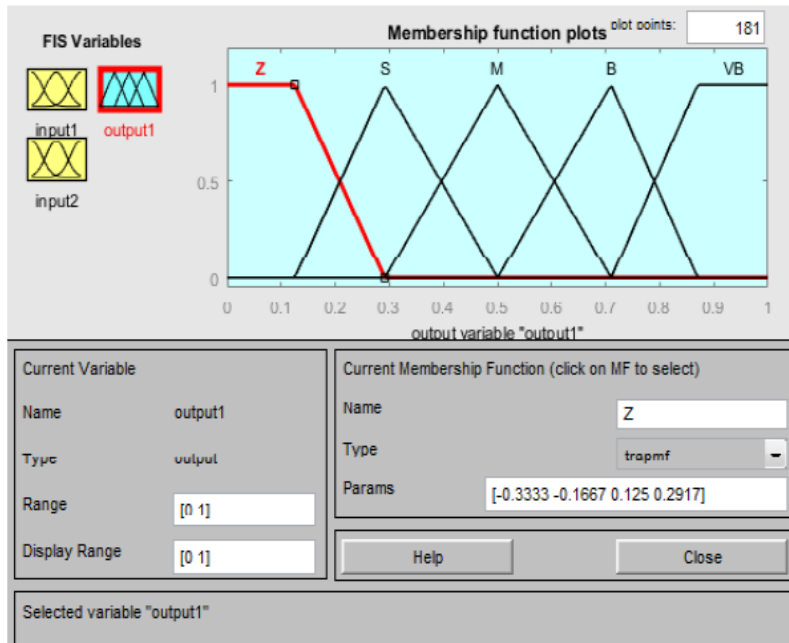 FIS Variables
Membership function plots plot points: 181
Z S M B VB
1
0.5
0
input1 output1
input2
0 0.1 0.2 0.3 0.4 0.5 0.6 0.7 0.8 0.9 1
output variable "output1"
Current Variable
Name output1
Type output
Range [0 1]
Display Range [0 1]
Current Membership Function (click on MF to select)
Name Z
Type trapmf
Params [-0.3333 -0.1667 0.125 0.2917]
Help Close
Selected variable "output1"